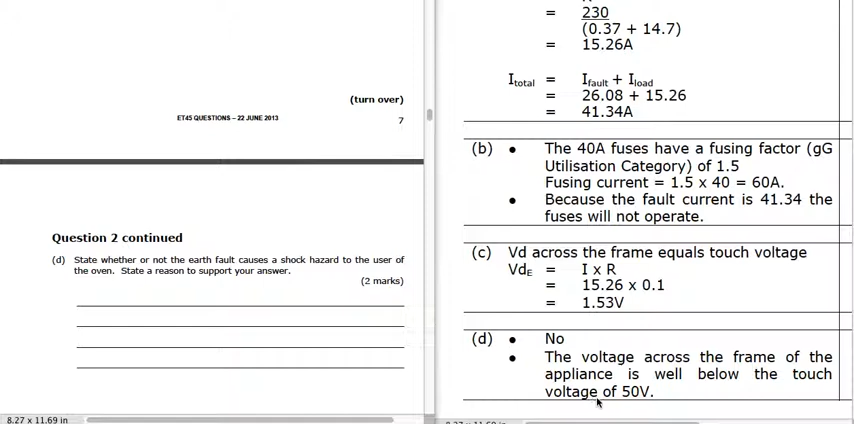 (turn over)
ET45 QUESTIONS – 22 JUNE 2013
7
Question 2 continued
(d) State whether or not the earth fault causes a shock hazard to the user of
the oven. State a reason to support your answer.
(2 marks)
8.27 x 11.69 in
= 230
(0.37 + 14.7)
= 15.26A
Itotal = Ifault + Iload
= 26.08 + 15.26
= 41.34A
(b) • The 40A fuses have a fusing factor (gG
Utilisation Category) of 1.5
Fusing current = 1.5 x 40 = 60A.
• Because the fault current is 41.34 the
fuses will not operate.
(c) Vd across the frame equals touch voltage
VdE = I x R
= 15.26 x 0.1
= 1.53V
(d) • No
• The voltage across the frame of the
appliance is well below the touch
voltage of 50V.